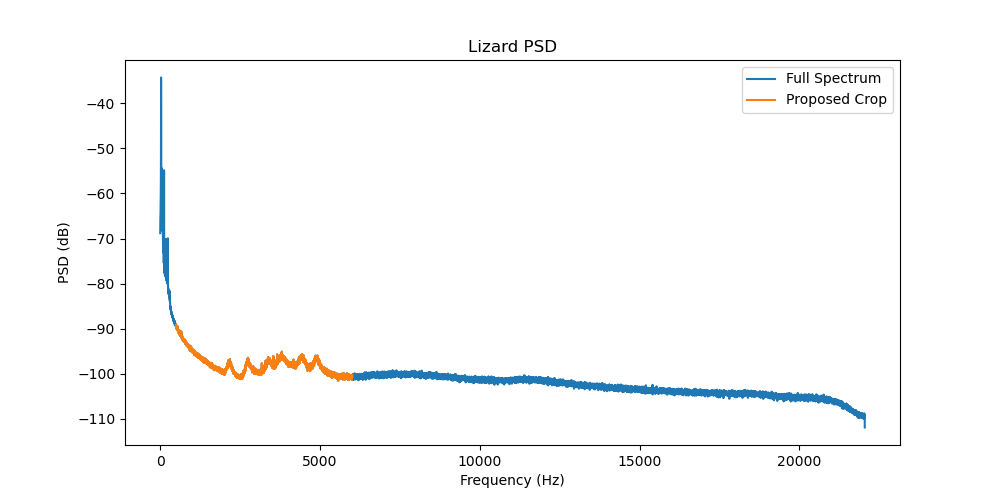 Lizard PSD
Full Spectrum
Proposed Crop
PSD (dB)
−40
−50
−60
−70
−80
−90
−100
−110
0
5000
10000
15000
20000
Frequency (Hz)